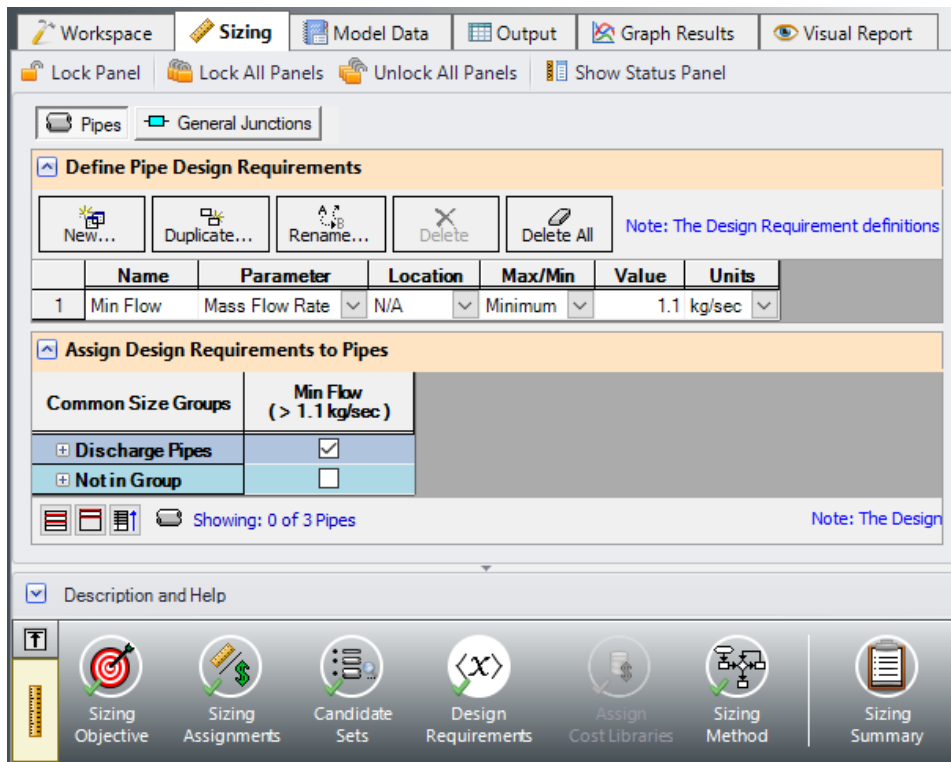 Workspace Sizing Model Data Output Graph Results Visual Report
Lock Panel Lock All Panels Unlock All Panels Show Status Panel
Pipes General Junctions
Define Pipe Design Requirements
New... Duplicate... Rename... Delete Delete All Note: The Design Requirement definitions
Name Parameter Location Max/Min Value Units
1 Min Flow Mass Flow Rate N/A Minimum 1.1 kg/sec
Assign Design Requirements to Pipes
Common Size Groups Min Flow
( > 1.1 kg/sec )
Discharge Pipes
Not in Group
Showing: 0 of 3 Pipes Note: The Design
Description and Help
Sizing Sizing Candidate Design Assign Sizing Sizing
Objective Assignments Sets Requirements Cost Libraries Method Summary